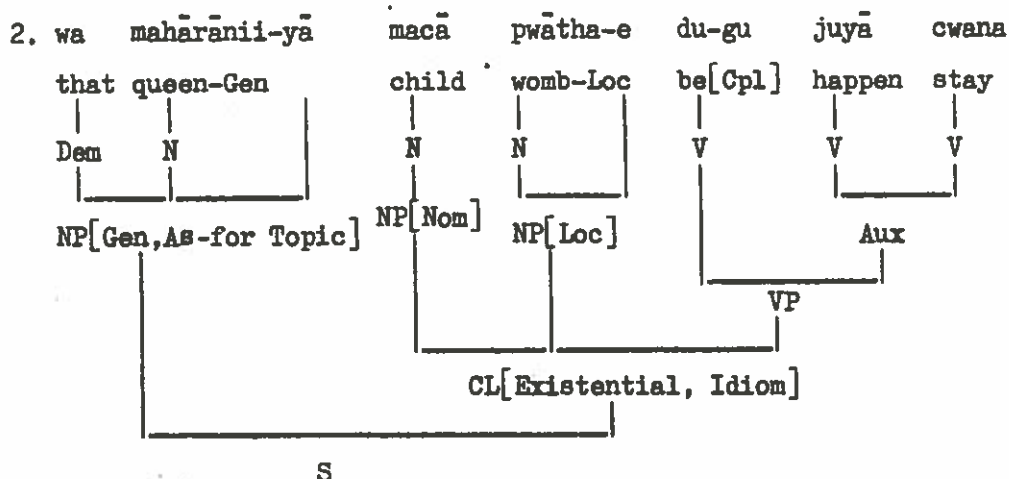 2. wa mahārānii-yā macā pwātha-e du-gu juyā cwana
that queen-Gen child womb-Loc be[Cpl] happen stay
Dem N N N V V V
NP[Gen,As-for Topic] NP[Nom] NP[Loc] Aux
VP
CL[Existential, Idiom]
S